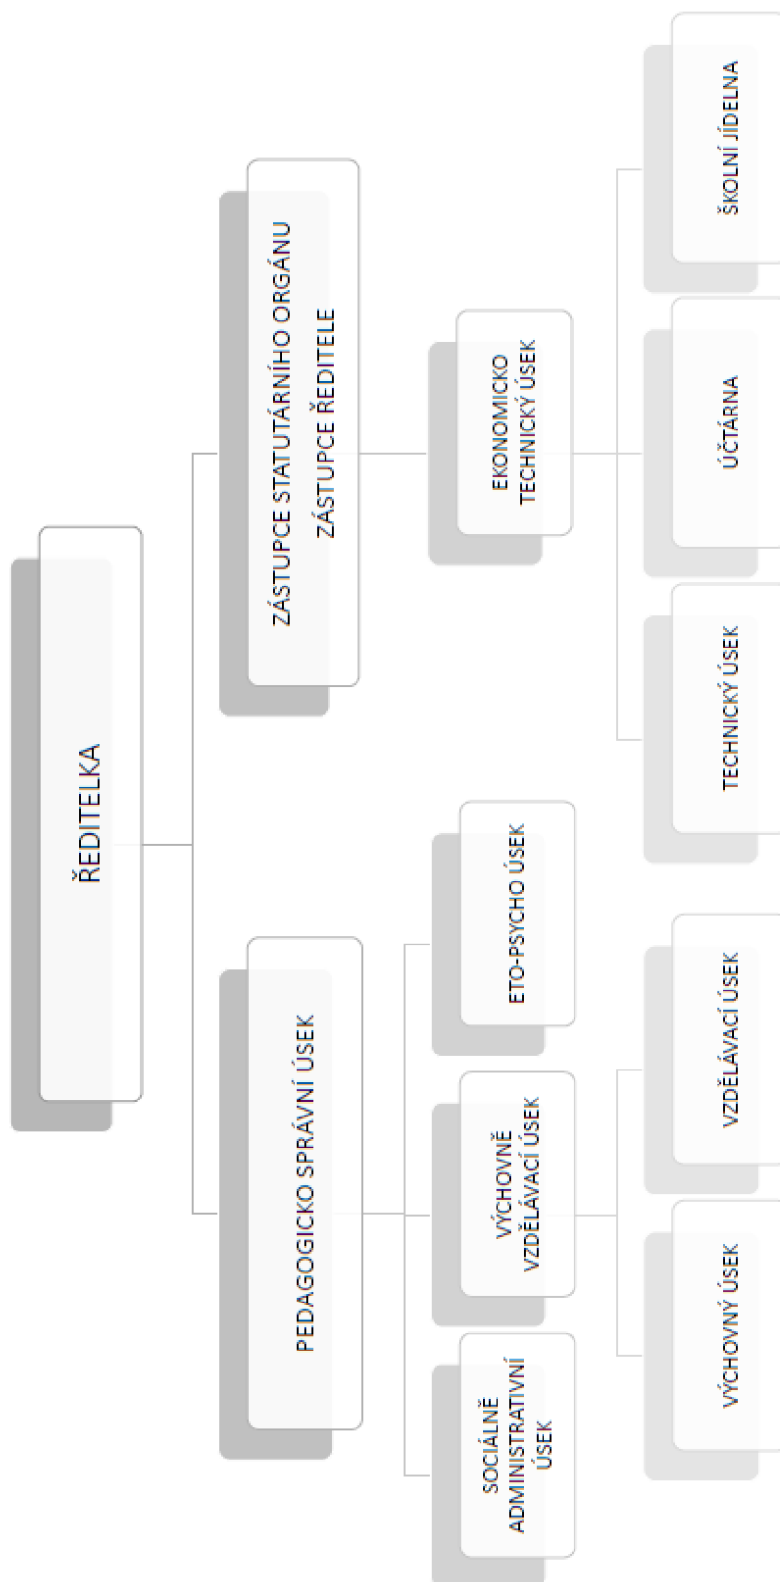 ŘEDITELKA
PEDAGOGICKO SPRÁVNÍ ÚSEK
ZÁSTUPCE STATUTÁRNÍHO ORGÁNU
ZÁSTUPCE ŘEDITELE
SOCIÁLNĚ
ADMINISTRATIVNÍ
ÚSEK
VÝCHOVNĚ
VZDĚLÁVACÍ ÚSEK
ETO-PSYCHO ÚSEK
EKONOMICKO
TECHNICKÝ ÚSEK
VÝCHOVNÝ ÚSEK
VZDĚLÁVACÍ ÚSEK
TECHNICKÝ ÚSEK
ÚČTÁRNA
ŠKOLNÍ JÍDELNA